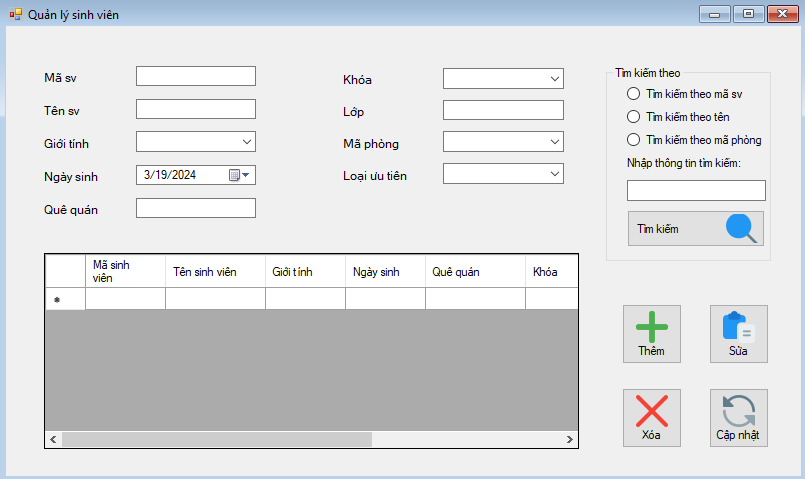 Quản lý sinh viên
Mã sv
Tên sv
Giới tính
Ngày sinh
3/19/2024
Quê quán
Khóa
Lớp
Mã phòng
Loại ưu tiên
Tìm kiếm theo
Tìm kiếm theo mã sv
Tìm kiếm theo tên
Tìm kiếm theo mã phòng
Nhập thông tin tìm kiếm:
Tìm kiếm
Mã sinh
viên
Tên sinh viên
Giới tính
Ngày sinh
Quê quán
Khóa
Thêm
Sửa
Xóa
Cập nhật